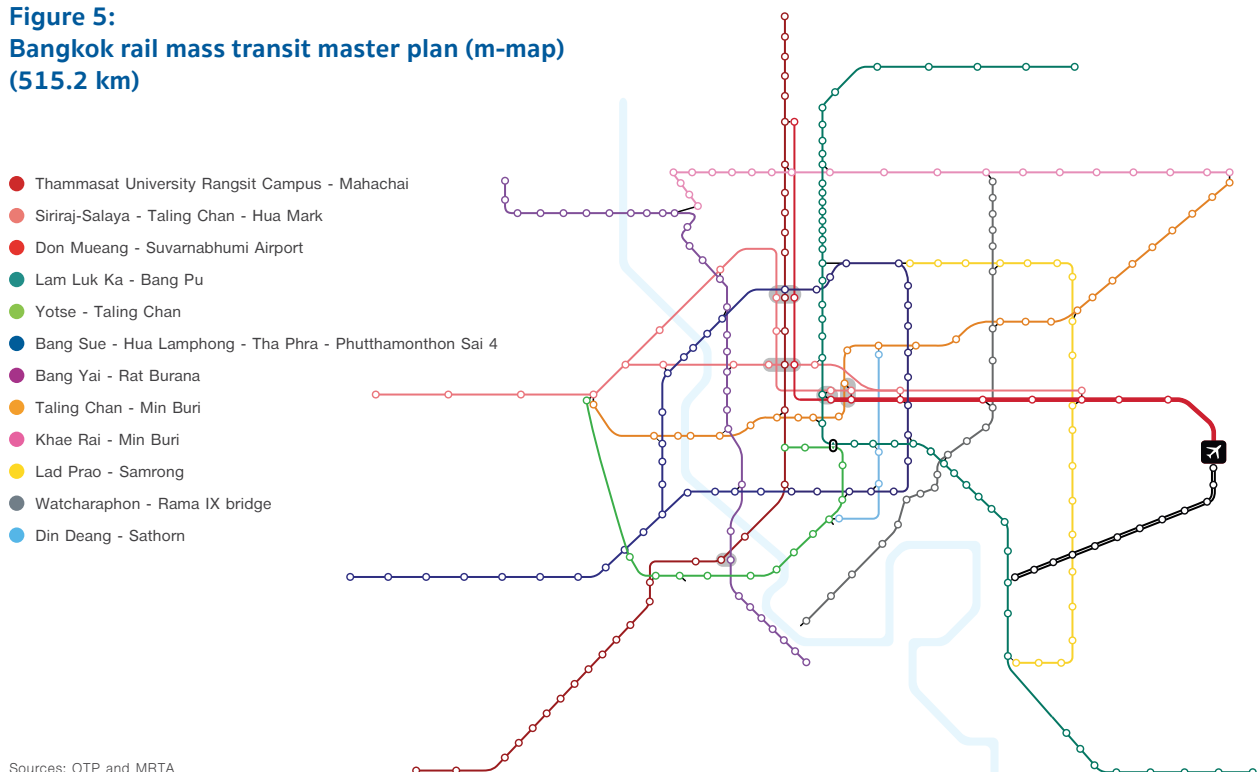 Figure 5:
Bangkok rail mass transit master plan (m-map)
(515.2 km)
Thammasat University Rangsit Campus - Mahachai
Siriraj-Salaya - Taling Chan - Hua Mark
Don Mueang - Suvarnabhumi Airport
Lam Luk Ka - Bang Pu
Yotse - Taling Chan
Bang Sue - Hua Lamphong - Tha Phra - Phutthamonthon Sai 4
Bang Yai - Rat Burana
Taling Chan - Min Buri
Khae Rai - Min Buri
Lad Prao - Samrong
Watcharaphon - Rama IX bridge
Din Deang - Sathorn
Sources: OTP and MRTA